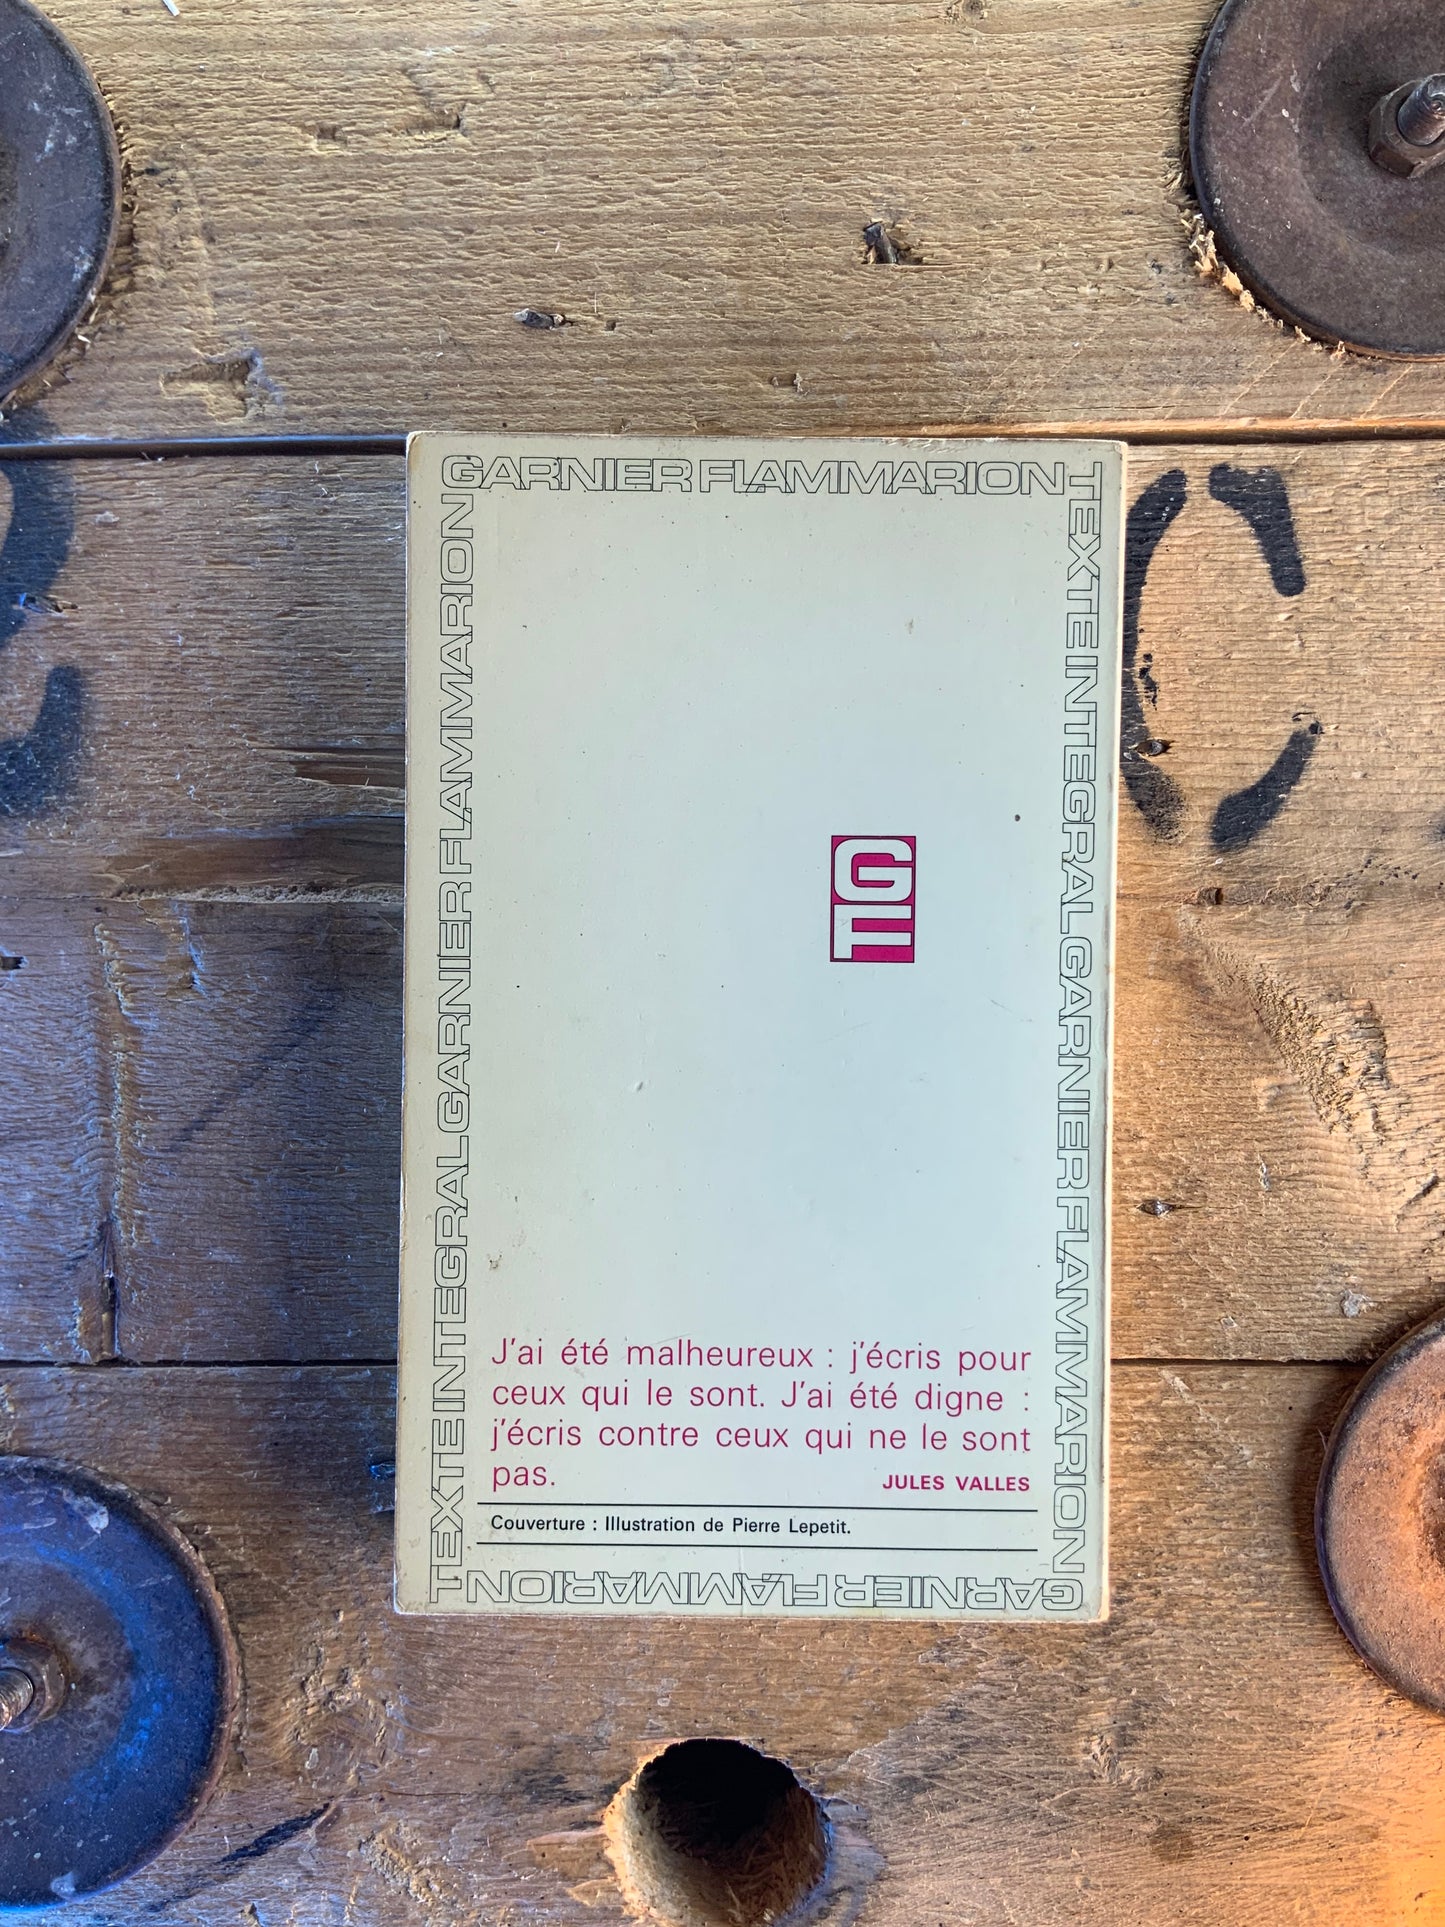 GARNIER FLAMMARION
TEXTE INTEGRAL GARNIER FLAMMARION
TEXTE INTEGRAL GARNIER FLAMMARION
GF
J'ai été malheureux : j'écris pour
ceux qui le sont. J'ai été digne :
j'écris contre ceux qui ne le sont
pas.
JULES VALLES
Couverture : Illustration de Pierre Lepetit.
GARNIER FLAMMARION
C